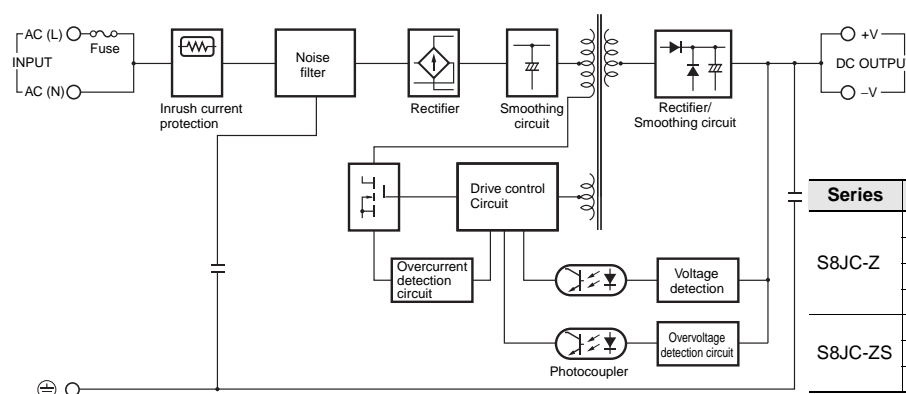 AC (L)
Fuse
INPUT
AC (N)
Inrush current
protection
Noise
filter
Rectifier
Smoothing
circuit
Rectifier/
Smoothing circuit
+V
DC OUTPUT
–V
Drive control
Circuit
Overcurrent
detection
circuit
Voltage
detection
Overvoltage
detection circuit
Photocoupler
Series
S8JC-Z
S8JC-ZS